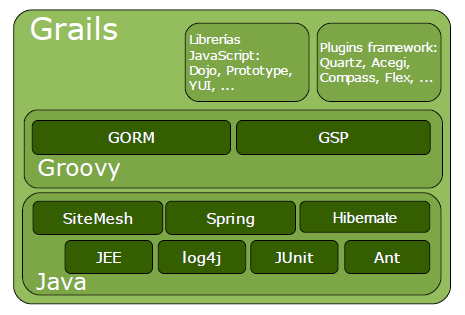 Grails
Librerías
JavaScript:
Dojo, Prototype,
YUI, ...
Plugins framework:
Quartz, Acegi,
Compass, Flex, ...
GORM
GSP
Groovy
SiteMesh
Spring
Hibernate
JEE
log4j
JUnit
Ant
Java